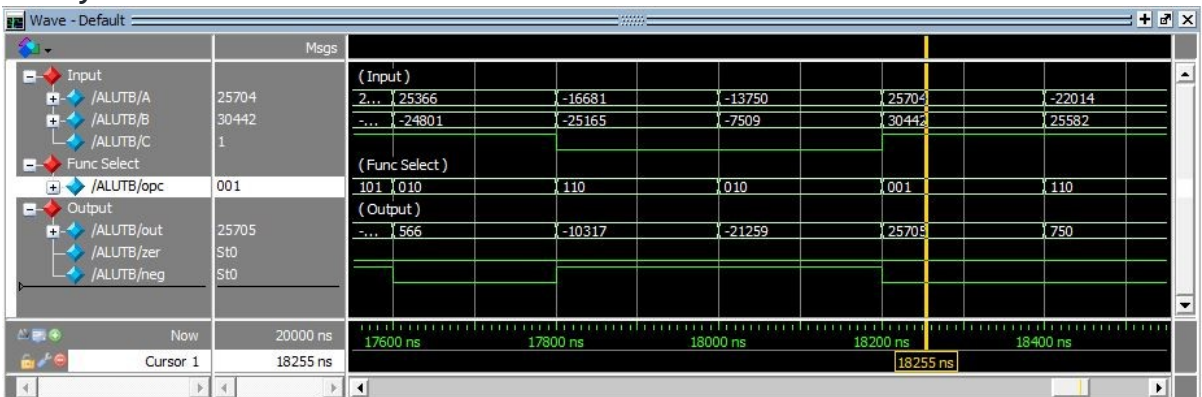 Wave - Default
Msgs
Input (Input)
/ALUTB/A 25704 2... 25366 -16681 -13750 25704 -22014
/ALUTB/B 30442 -... -24801 -25165 -7509 30442 25582
/ALUTB/C 1
Func Select (Func Select)
/ALUTB/opc 001 101 010 110 010 001 110
Output (Output)
/ALUTB/out 25705 -... 566 -10317 -21259 25705 750
/ALUTB/zer St0
/ALUTB/neg St0
Now 20000 ns 17600 ns 17800 ns 18000 ns 18200 ns 18400 ns
Cursor 1 18255 ns 18255 ns